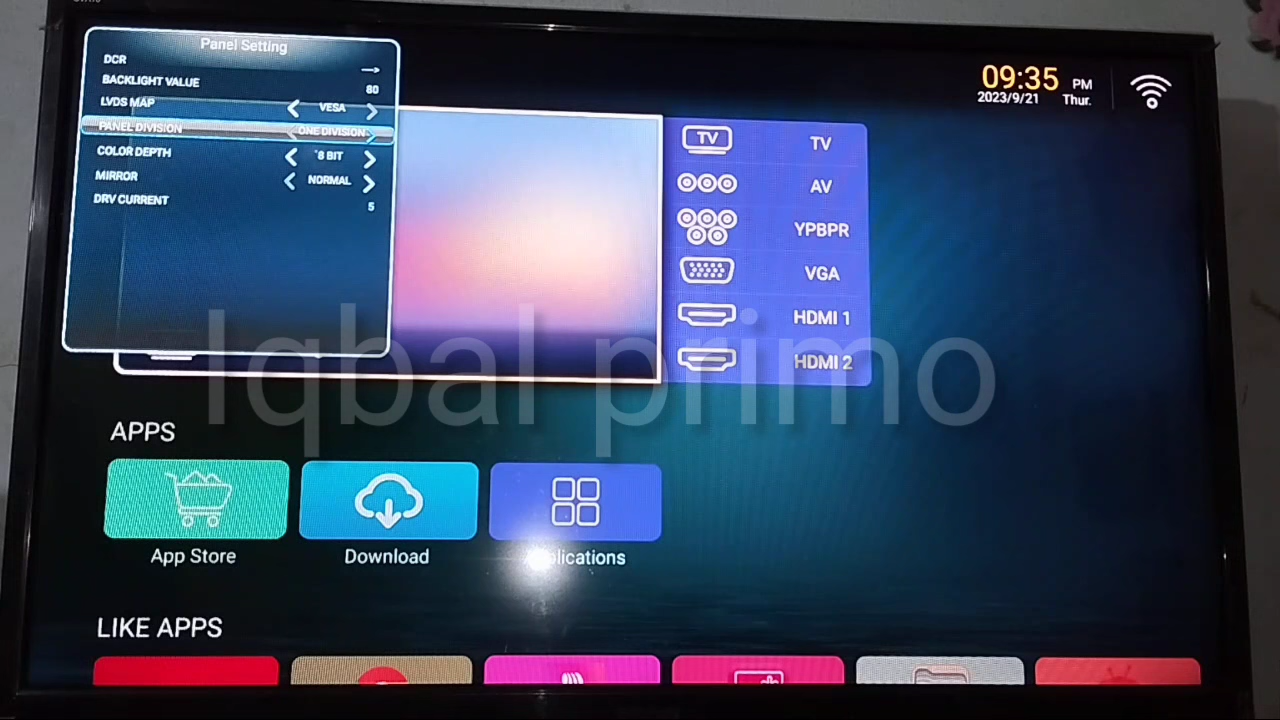 Panel Setting
DCR -->
BACKLIGHT VALUE 80
LVDS MAP < VESA >
PANEL DIVISION < ONE DIVISION >
COLOR DEPTH < `8 BIT >
MIRROR < NORMAL >
DRV CURRENT 5
09:35 PM
2023/9/21 Thur.
TV TV
AV
YPBPR
VGA
HDMI 1
HDMI 2
Iqbal primo
APPS
App Store Download Applications
LIKE APPS